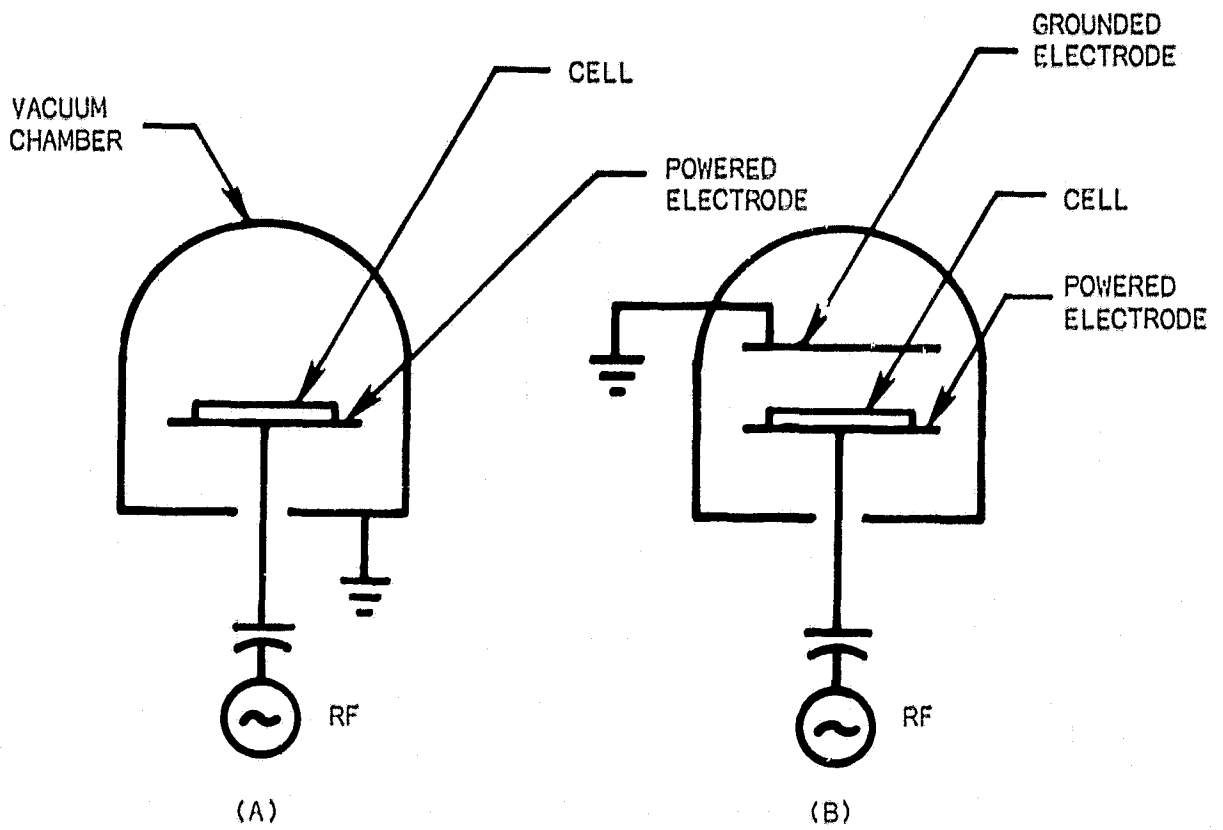 VACUUM
CHAMBER
CELL
POWERED
ELECTRODE
RF
(A)
GROUNDED
ELECTRODE
CELL
POWERED
ELECTRODE
RF
(B)